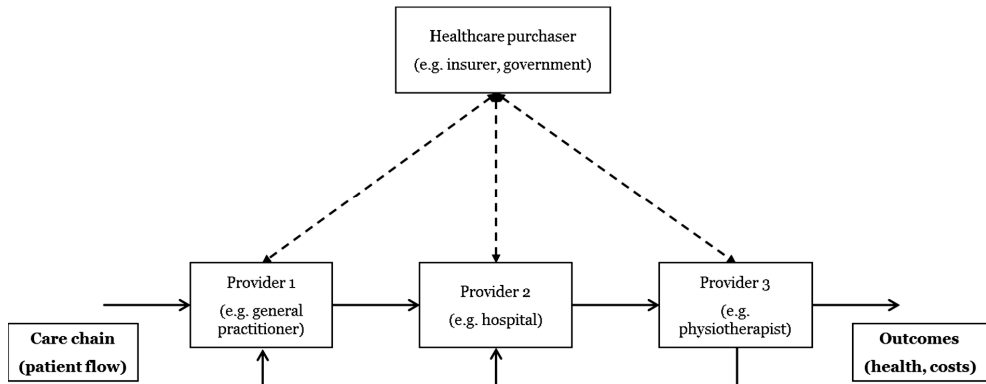 Healthcare purchaser
(e.g. insurer, government)
Provider 1
(e.g. general
practitioner)
Provider 2
(e.g. hospital)
Provider 3
(e.g.
physiotherapist)
Care chain
(patient flow)
Outcomes
(health, costs)